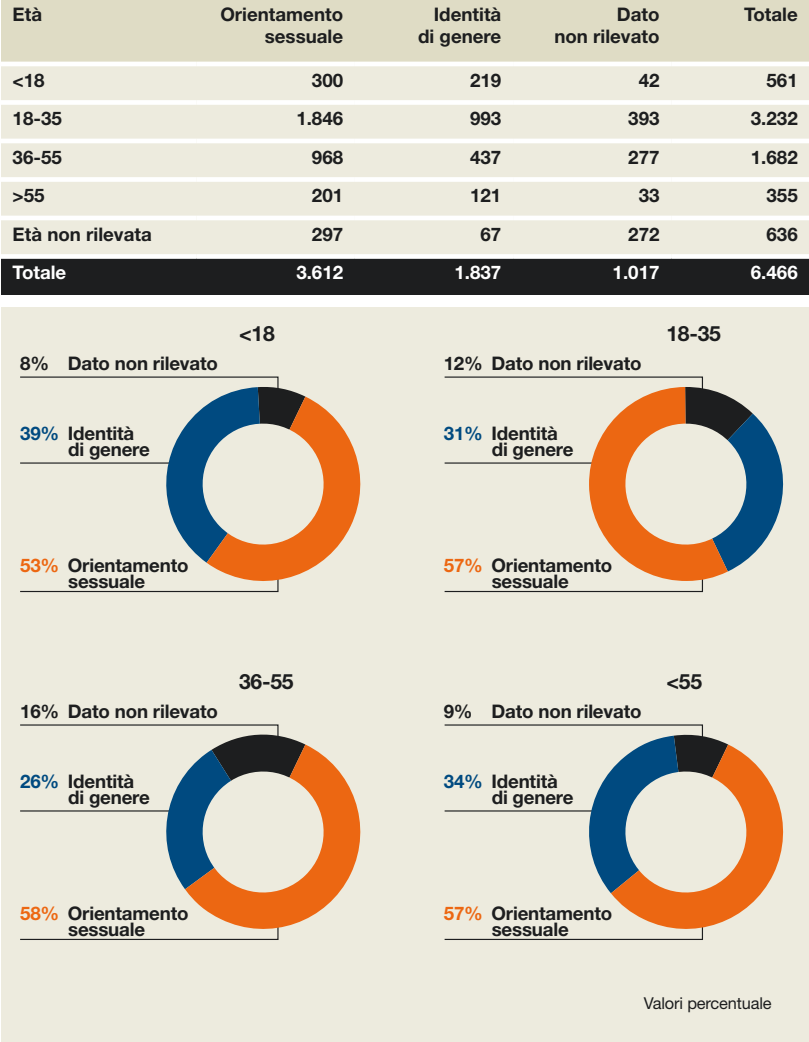 Età Orientamento sessuale Identità di genere Dato non rilevato Totale
<18 300 219 42 561
18-35 1.846 993 393 3.232
36-55 968 437 277 1.682
>55 201 121 33 355
Età non rilevata 297 67 272 636
Totale 3.612 1.837 1.017 6.466
<18
8% Dato non rilevato
39% Identità
di genere
53% Orientamento
sessuale
18-35
12% Dato non rilevato
31% Identità
di genere
57% Orientamento
sessuale
36-55
16% Dato non rilevato
26% Identità
di genere
58% Orientamento
sessuale
<55
9% Dato non rilevato
34% Identità
di genere
57% Orientamento
sessuale
Valori percentuale